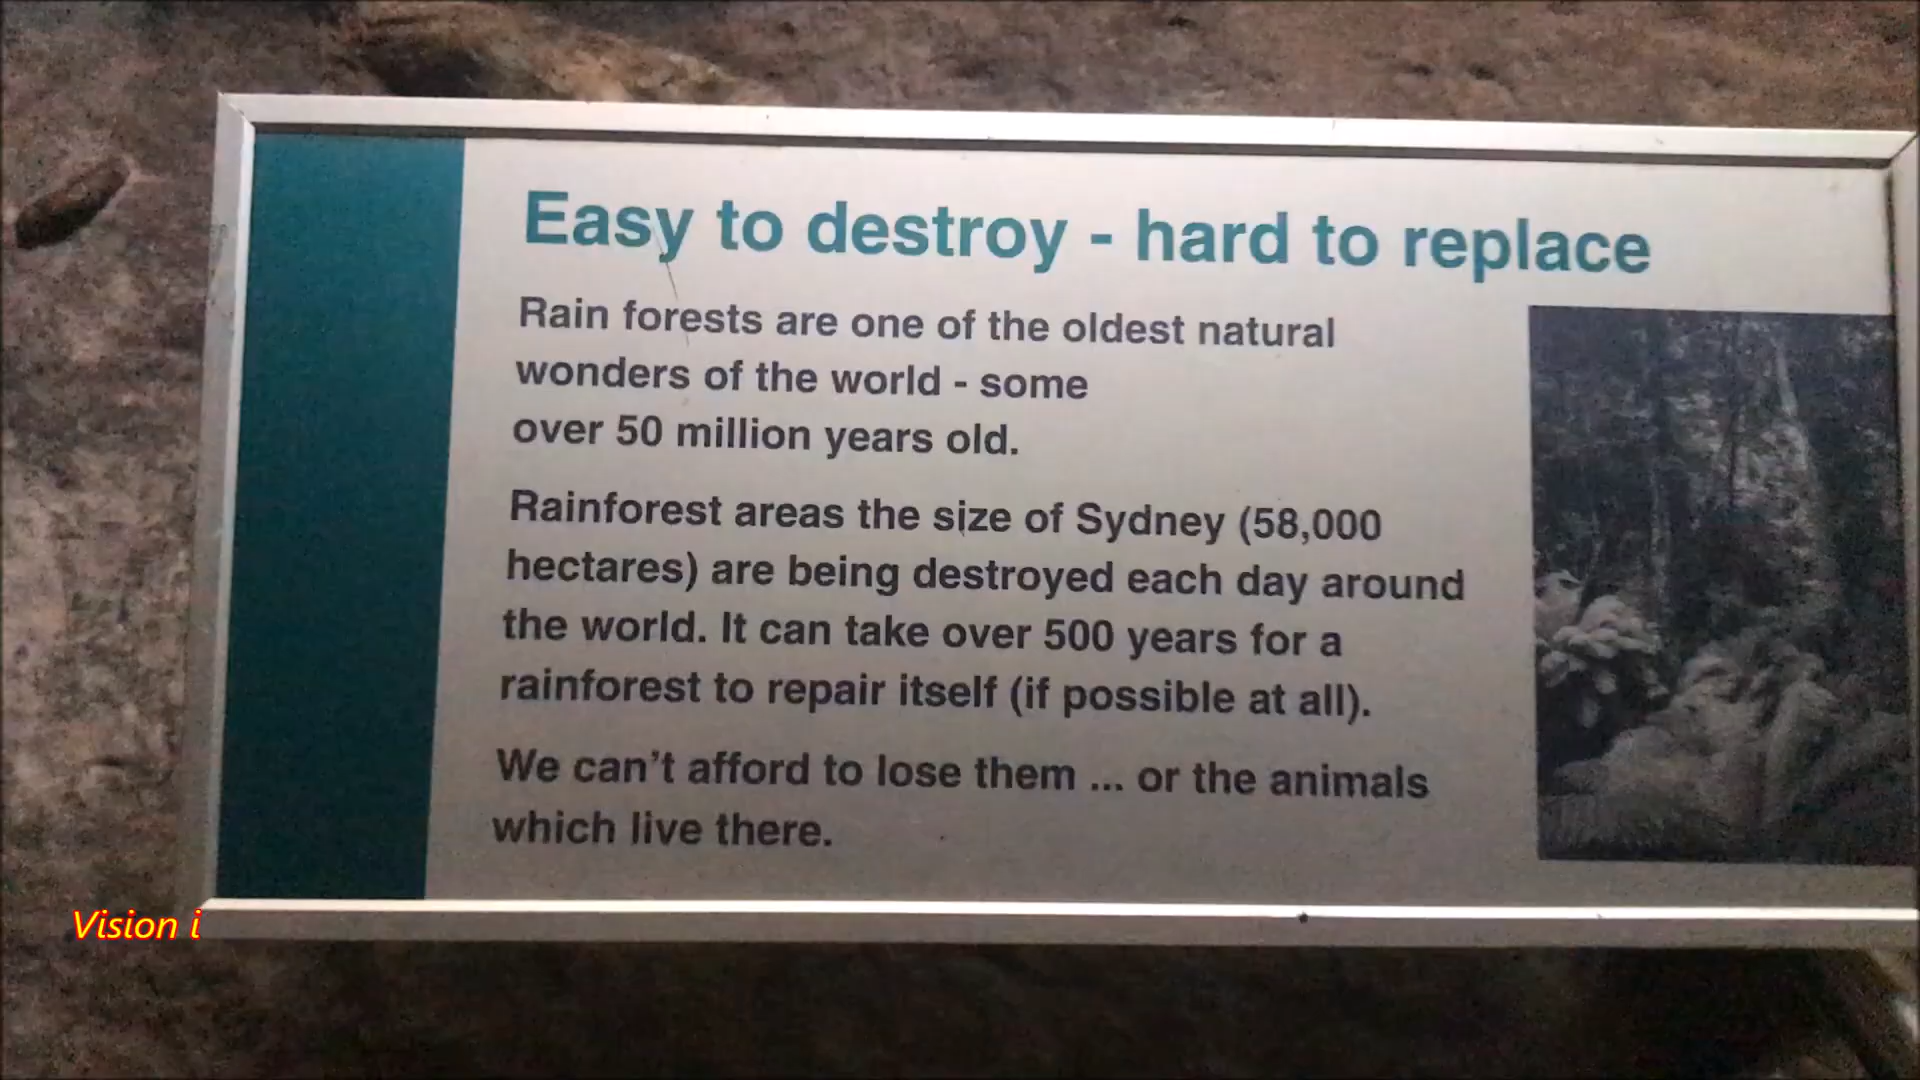 Easy to destroy - hard to replace
Rain forests are one of the oldest natural
wonders of the world - some
over 50 million years old.
Rainforest areas the size of Sydney (58,000
hectares) are being destroyed each day around
the world. It can take over 500 years for a
rainforest to repair itself (if possible at all).
We can't afford to lose them ... or the animals
which live there.
Vision i